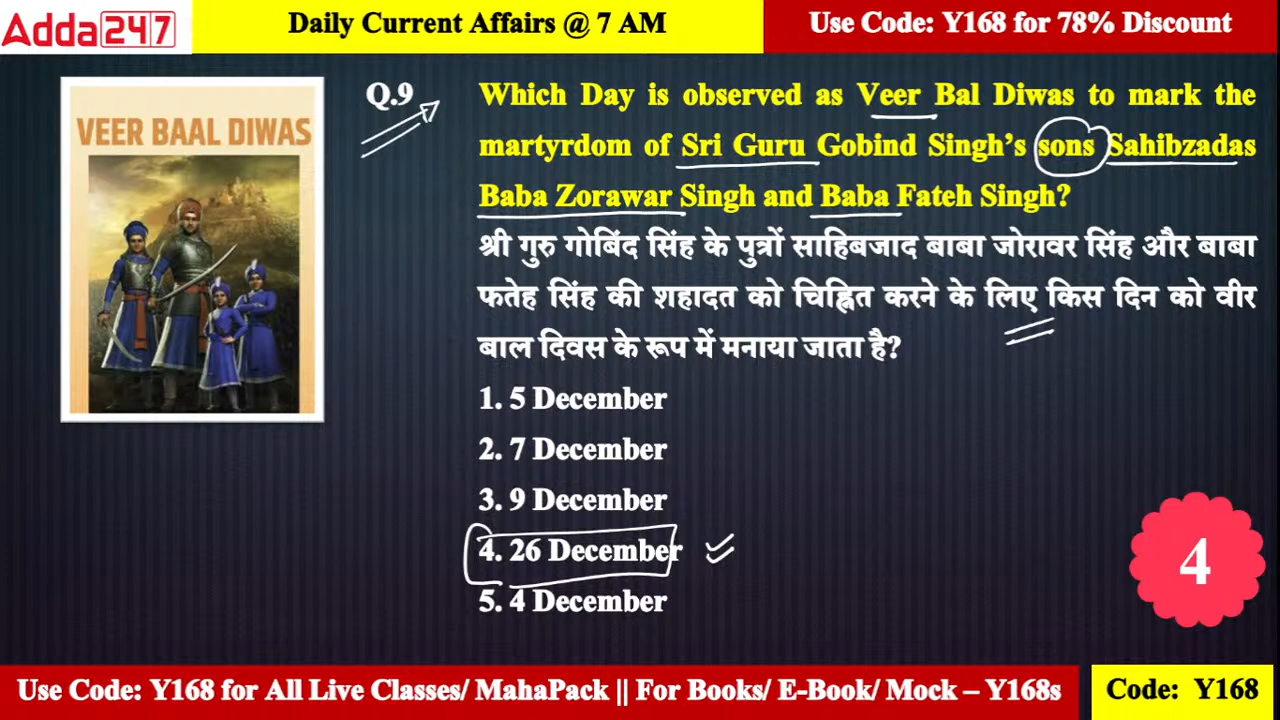 Adda247
Daily Current Affairs @ 7 AM
Use Code: Y168 for 78% Discount
VEER BAAL DIWAS
Q.9
Which Day is observed as Veer Bal Diwas to mark the
martyrdom of Sri Guru Gobind Singh's sons Sahibzadas
Baba Zorawar Singh and Baba Fateh Singh?
श्री गुरु गोबिंद सिंह के पुत्रों साहिबजाद बाबा जोरावर सिंह और बाबा
फतेह सिंह की शहादत को चिह्नित करने के लिए किस दिन को वीर
बाल दिवस के रूप में मनाया जाता है?
1. 5 December
2. 7 December
3. 9 December
4. 26 December
5. 4 December
4
Use Code: Y168 for All Live Classes/ MahaPack || For Books/ E-Book/ Mock – Y168s
Code: Y168